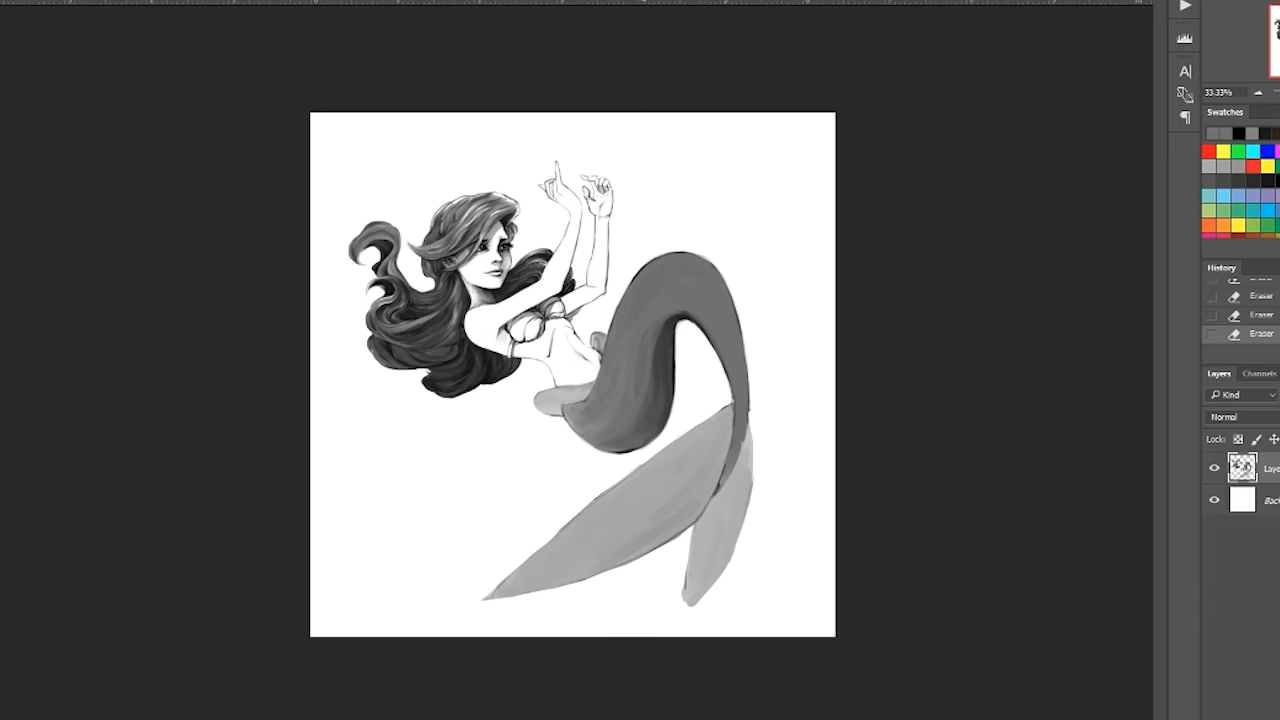 A|
¶
33.33%
Swatches
History
Eraser
Eraser
Eraser
Layers Channels
Kind
Normal
Lock: